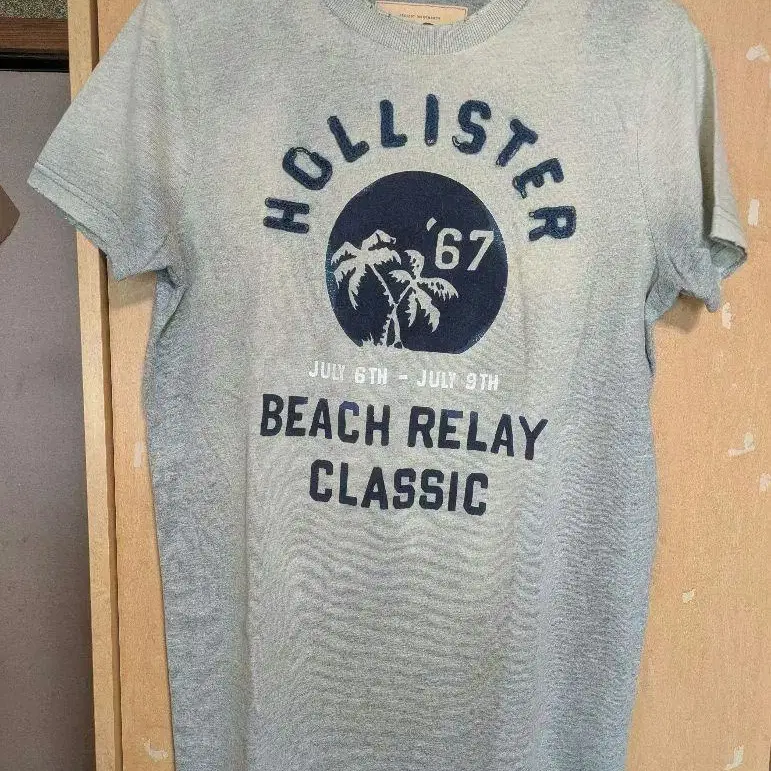 HOLLISTER
'67
JULY 6TH - JULY 9TH
BEACH RELAY
CLASSIC